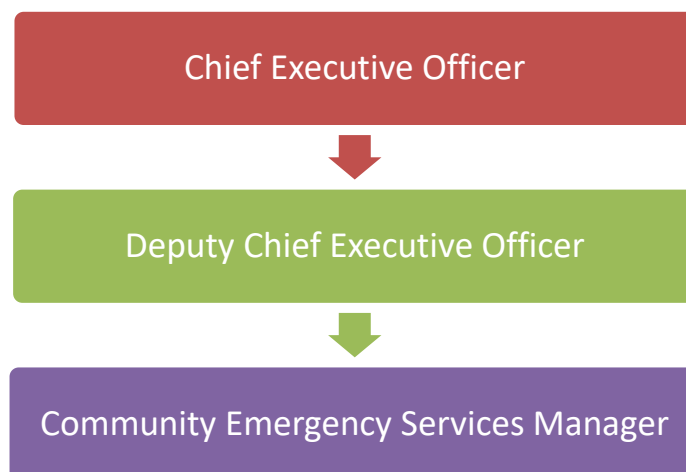 Chief Executive Officer
Deputy Chief Executive Officer
Community Emergency Services Manager